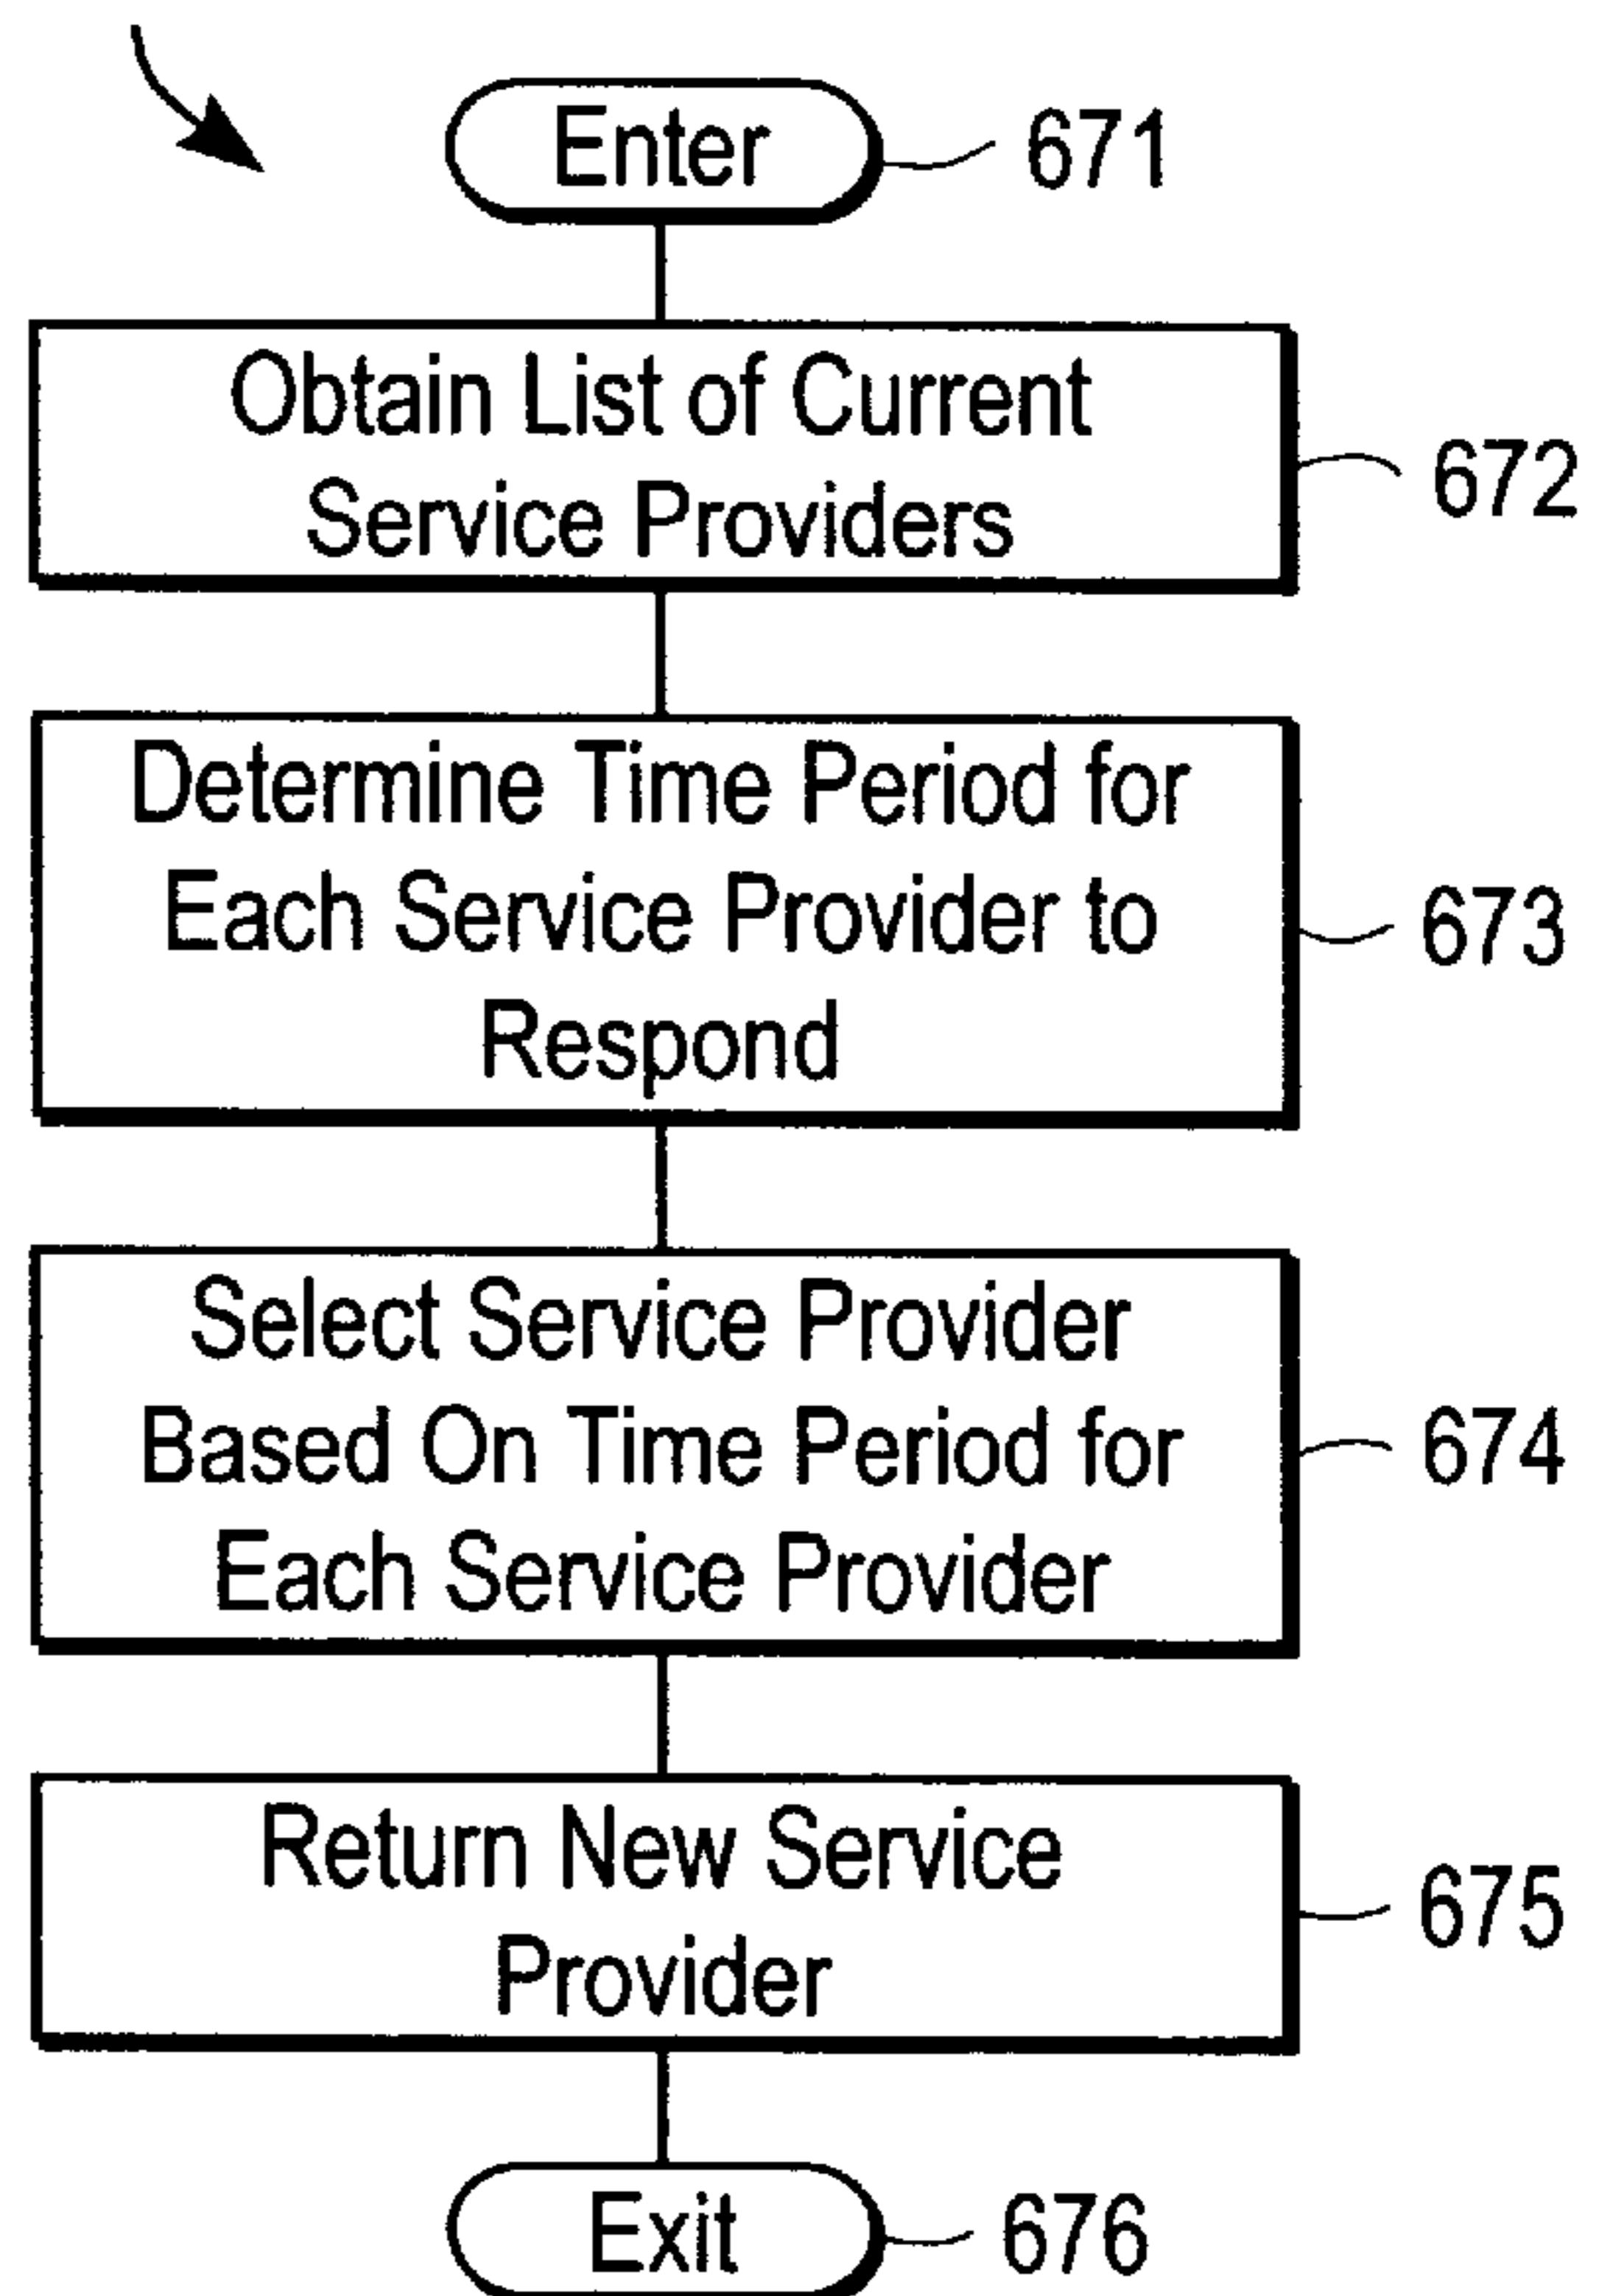 Enter
671
Obtain List of Current
Service Providers
672
Determine Time Period for
Each Service Provider to
Respond
673
Select Service Provider
Based On Time Period for
Each Service Provider
674
Return New Service
Provider
675
Exit
676